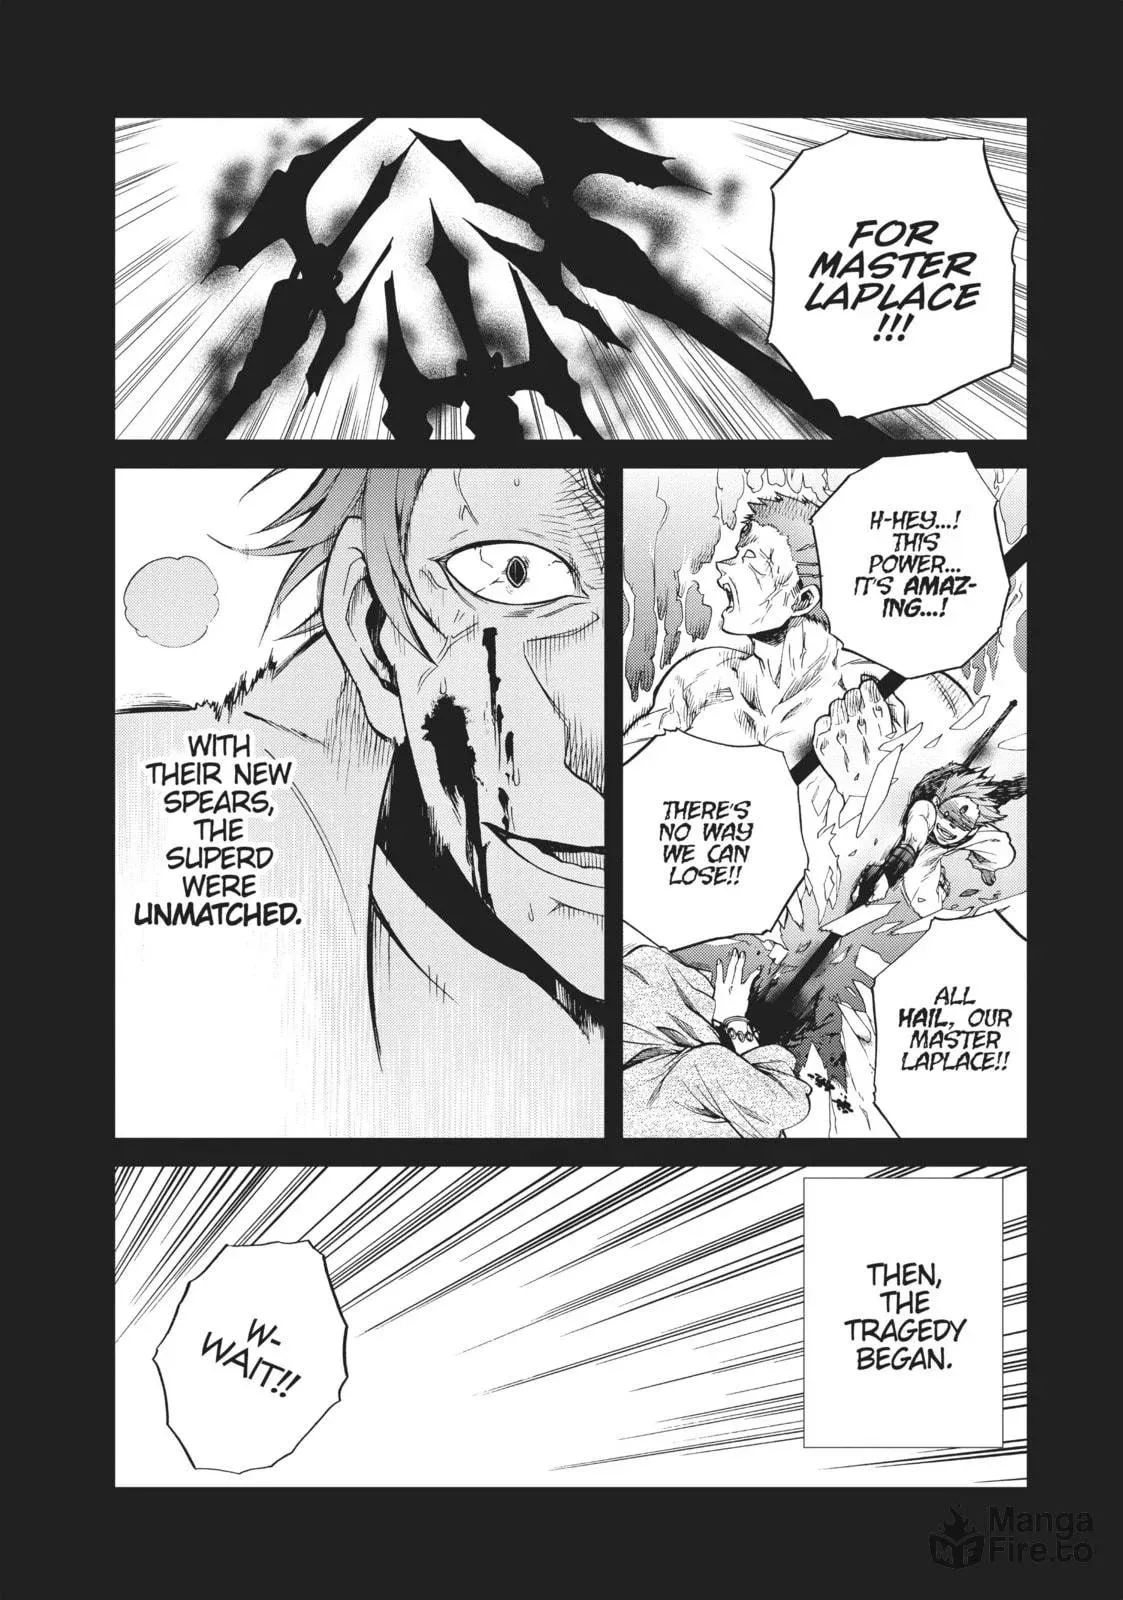 FOR
MASTER
LAPLACE
!!!
H-HEY...!
THIS
POWER...
IT'S AMAZ-
ING...!
THERE'S
NO WAY
WE CAN
LOSE!!
ALL
HAIL, OUR
MASTER
LAPLACE!!
WITH
THEIR NEW
SPEARS,
THE
SUPERD
WERE
UNMATCHED.
THEN,
THE
TRAGEDY
BEGAN.
W-
WAIT!!
Manga
Fire.to
MF